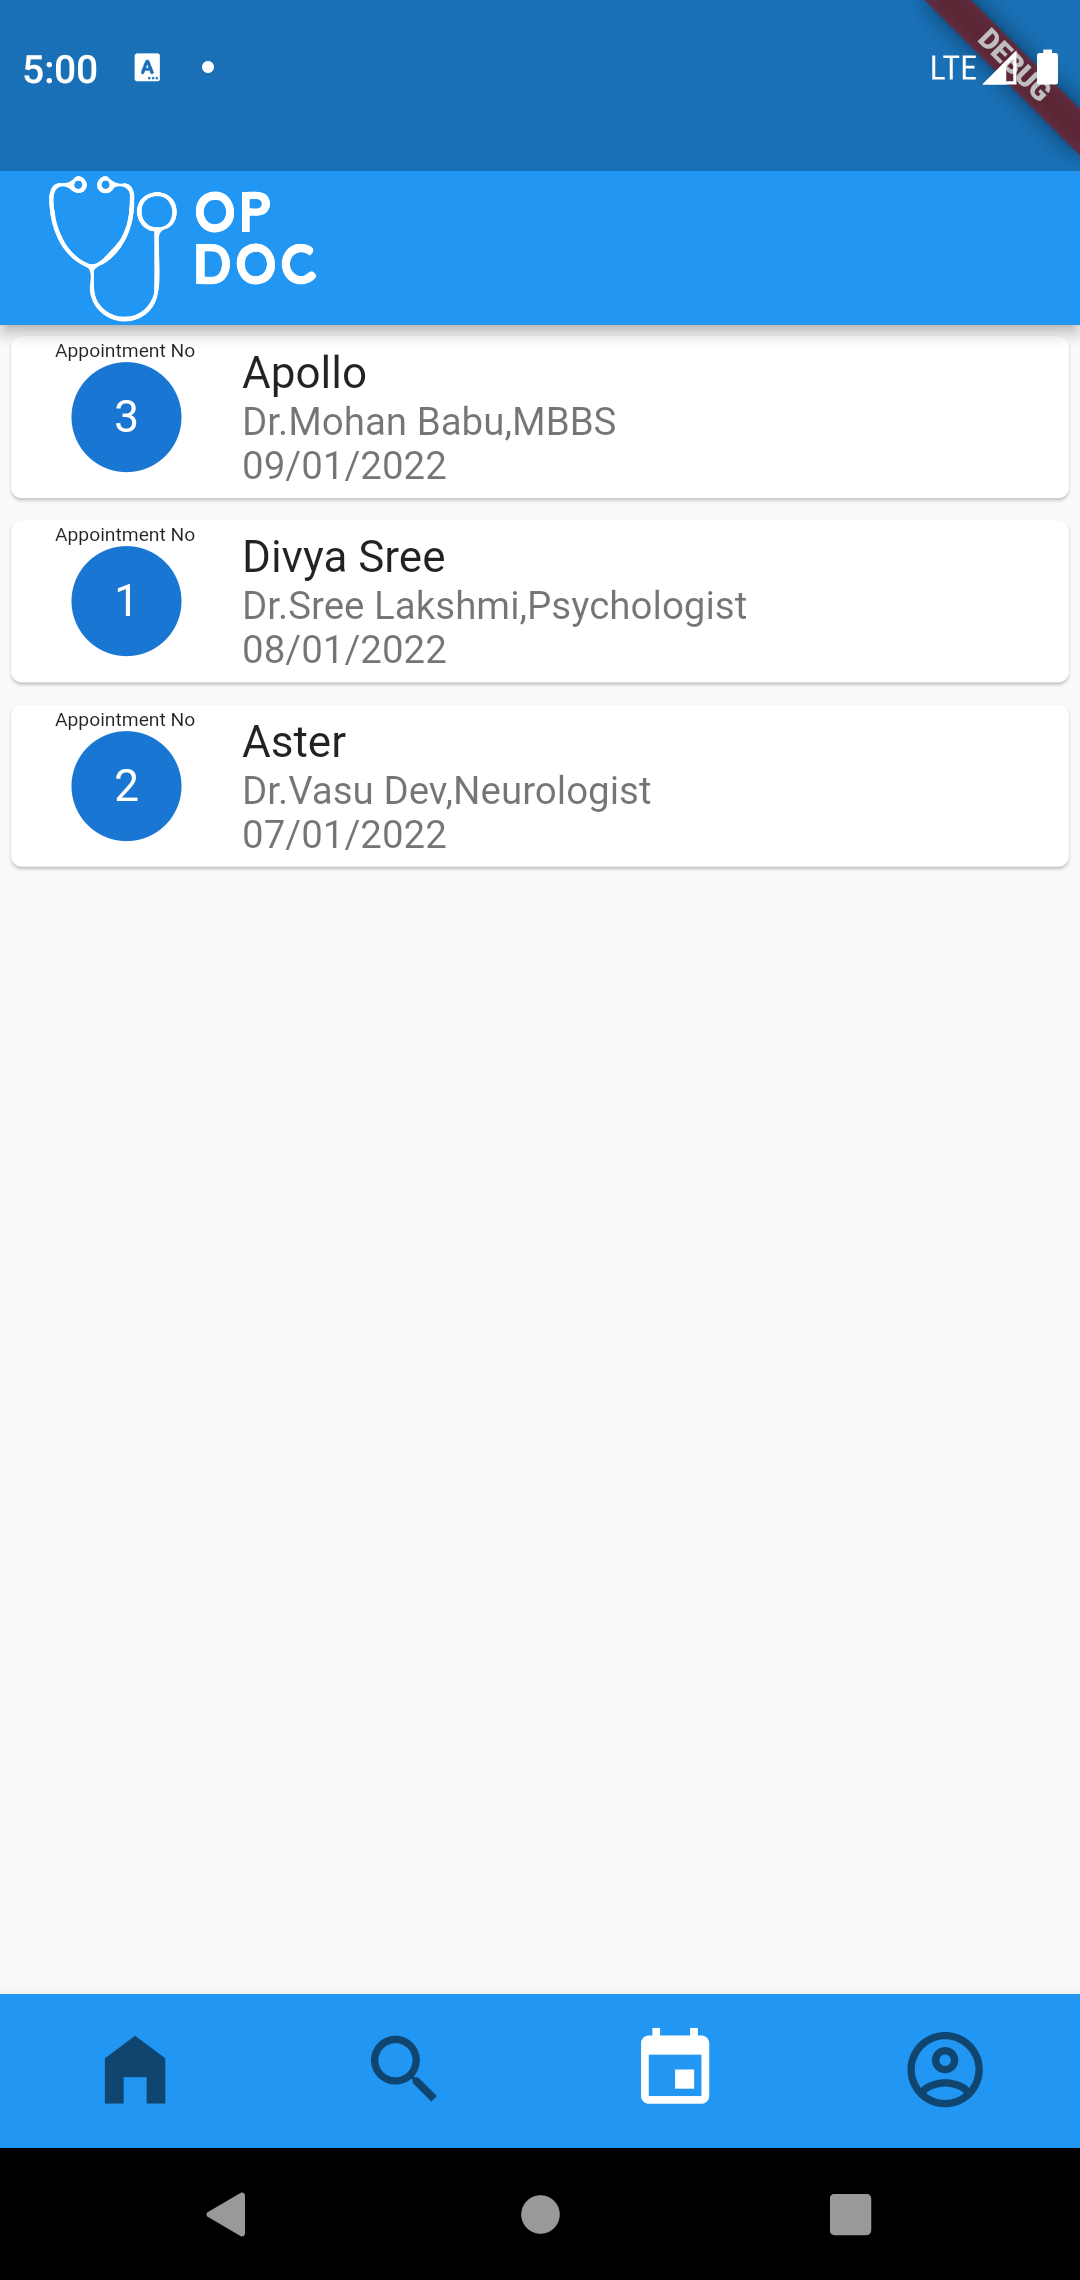 5:00
LTE
DEBUG
OP
DOC
Appointment No
3
Apollo
Dr.Mohan Babu,MBBS
09/01/2022
Appointment No
1
Divya Sree
Dr.Sree Lakshmi,Psychologist
08/01/2022
Appointment No
2
Aster
Dr.Vasu Dev,Neurologist
07/01/2022